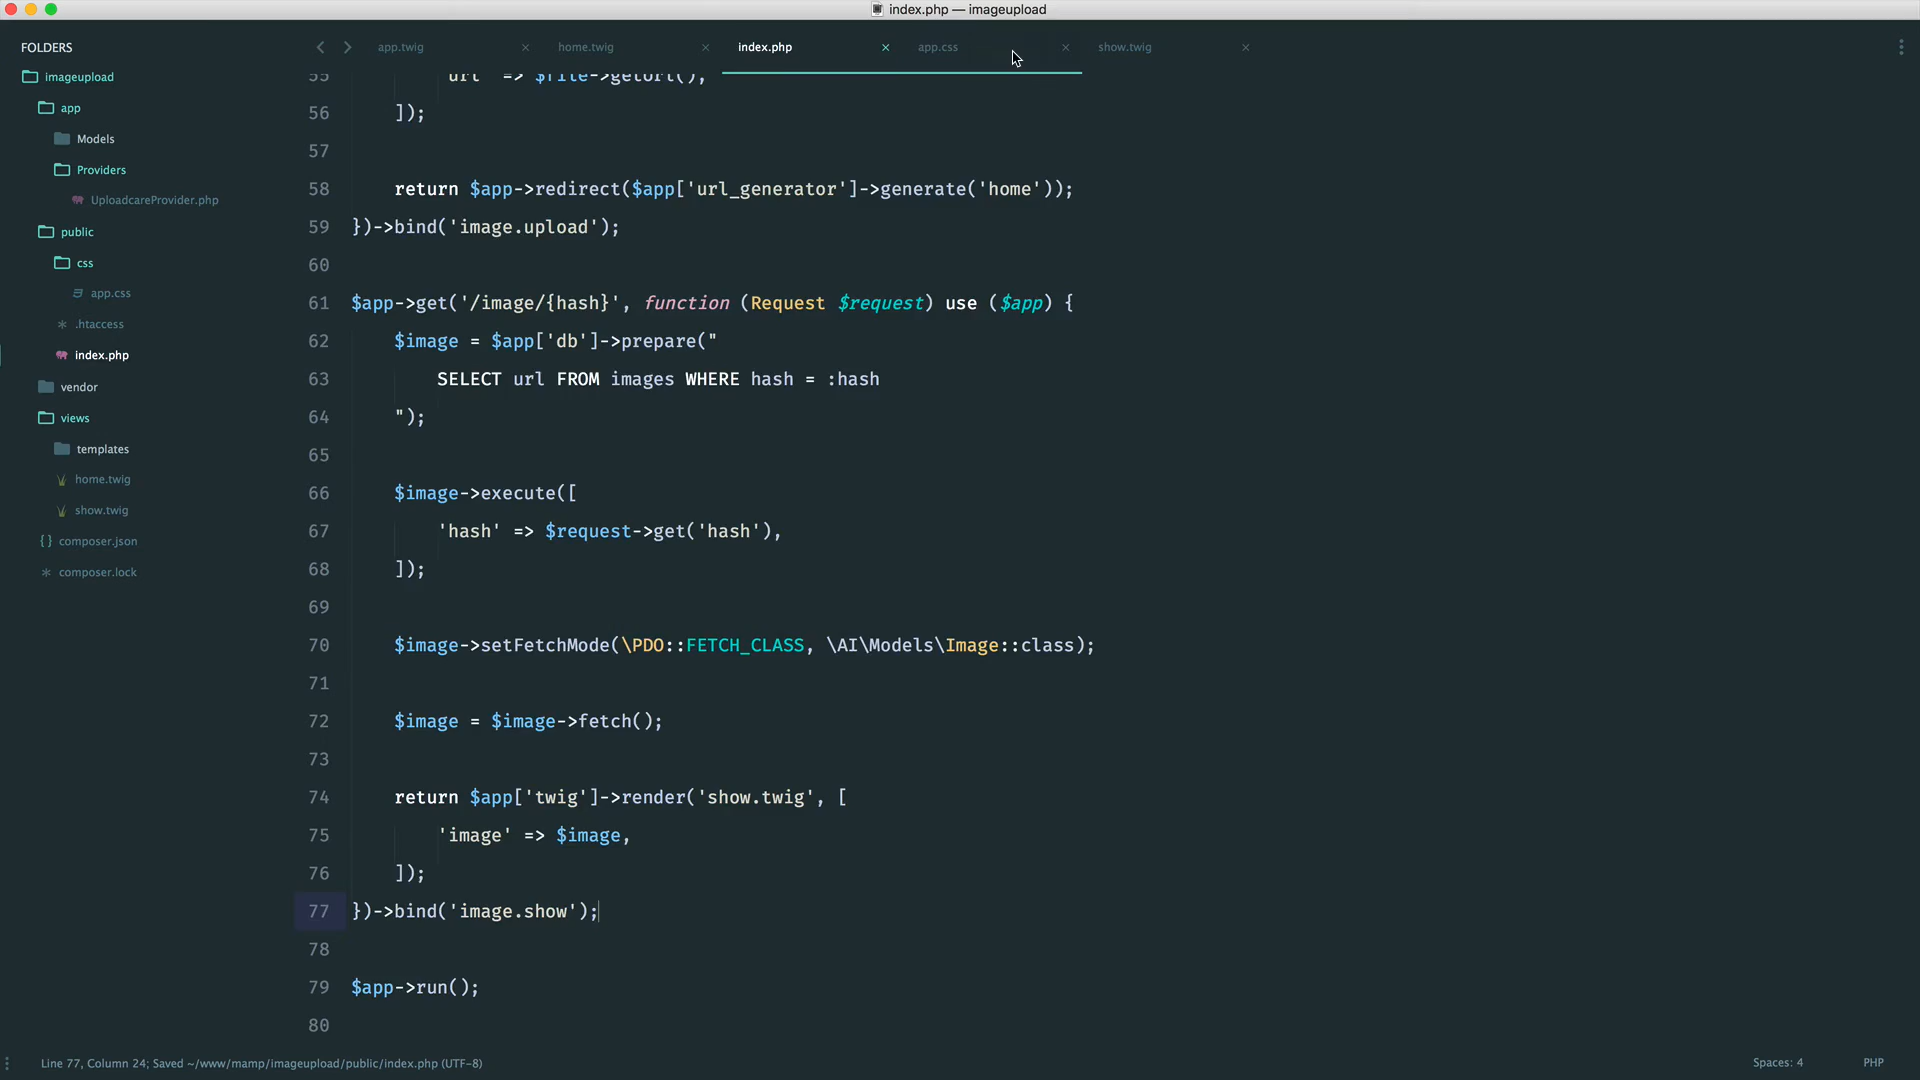 index.php — imageupload
FOLDERS
imageupload
app
Models
Providers
UploadcareProvider.php
public
css
app.css
.htaccess
index.php
vendor
views
templates
home.twig
show.twig
composer.json
composer.lock
app.twig
home.twig
index.php
app.css
show.twig
55 'url' => $file->getUrl(),
56 ]);
57
58 return $app->redirect($app['url_generator']->generate('home'));
59 })->bind('image.upload');
60
61 $app->get('/image/{hash}', function (Request $request) use ($app) {
62 $image = $app['db']->prepare("
63 SELECT url FROM images WHERE hash = :hash
64 ");
65
66 $image->execute([
67 'hash' => $request->get('hash'),
68 ]);
69
70 $image->setFetchMode(\PDO::FETCH_CLASS, \AI\Models\Image::class);
71
72 $image = $image->fetch();
73
74 return $app['twig']->render('show.twig', [
75 'image' => $image,
76 ]);
77 })->bind('image.show');
78
79 $app->run();
80
Line 77, Column 24; Saved ~/www/mamp/imageupload/public/index.php (UTF-8)
Spaces: 4
PHP